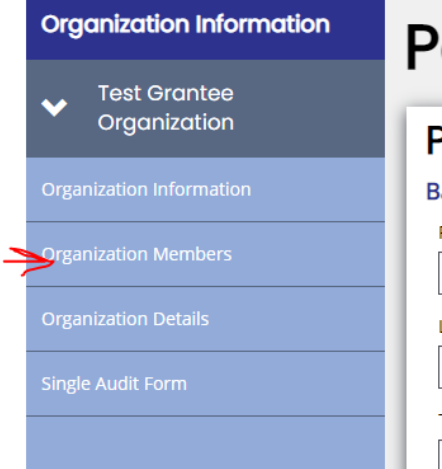 Organization Information
Test Grantee
Organization
Organization Information
Organization Members
Organization Details
Single Audit Form